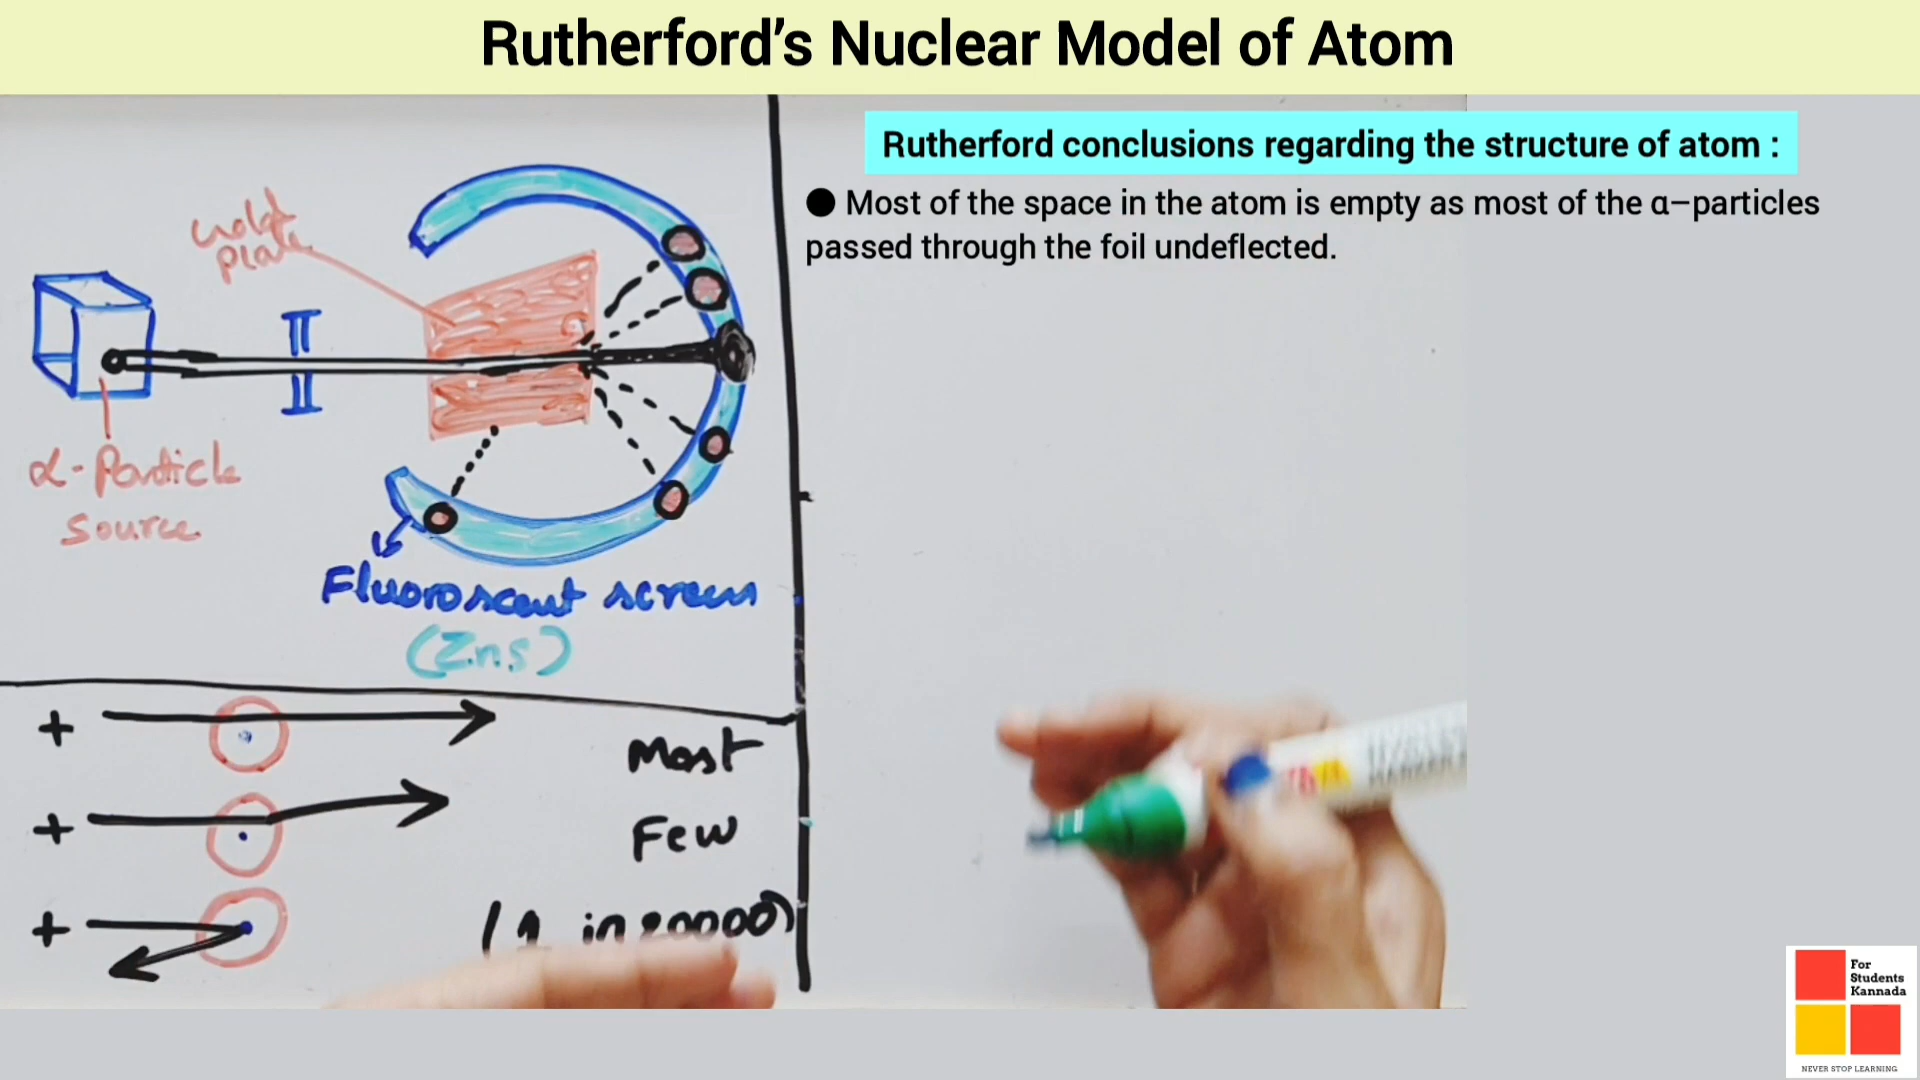 Rutherford’s Nuclear Model of Atom
Rutherford conclusions regarding the structure of atom :
● Most of the space in the atom is empty as most of the α–particles
passed through the foil undeflected.
Gold
plate
α-Particle
source
Fluoroscent screen
(Zns)
+
Most
+
Few
+
(1 in 20000)
For
Students
Kannada
NEVER STOP LEARNING